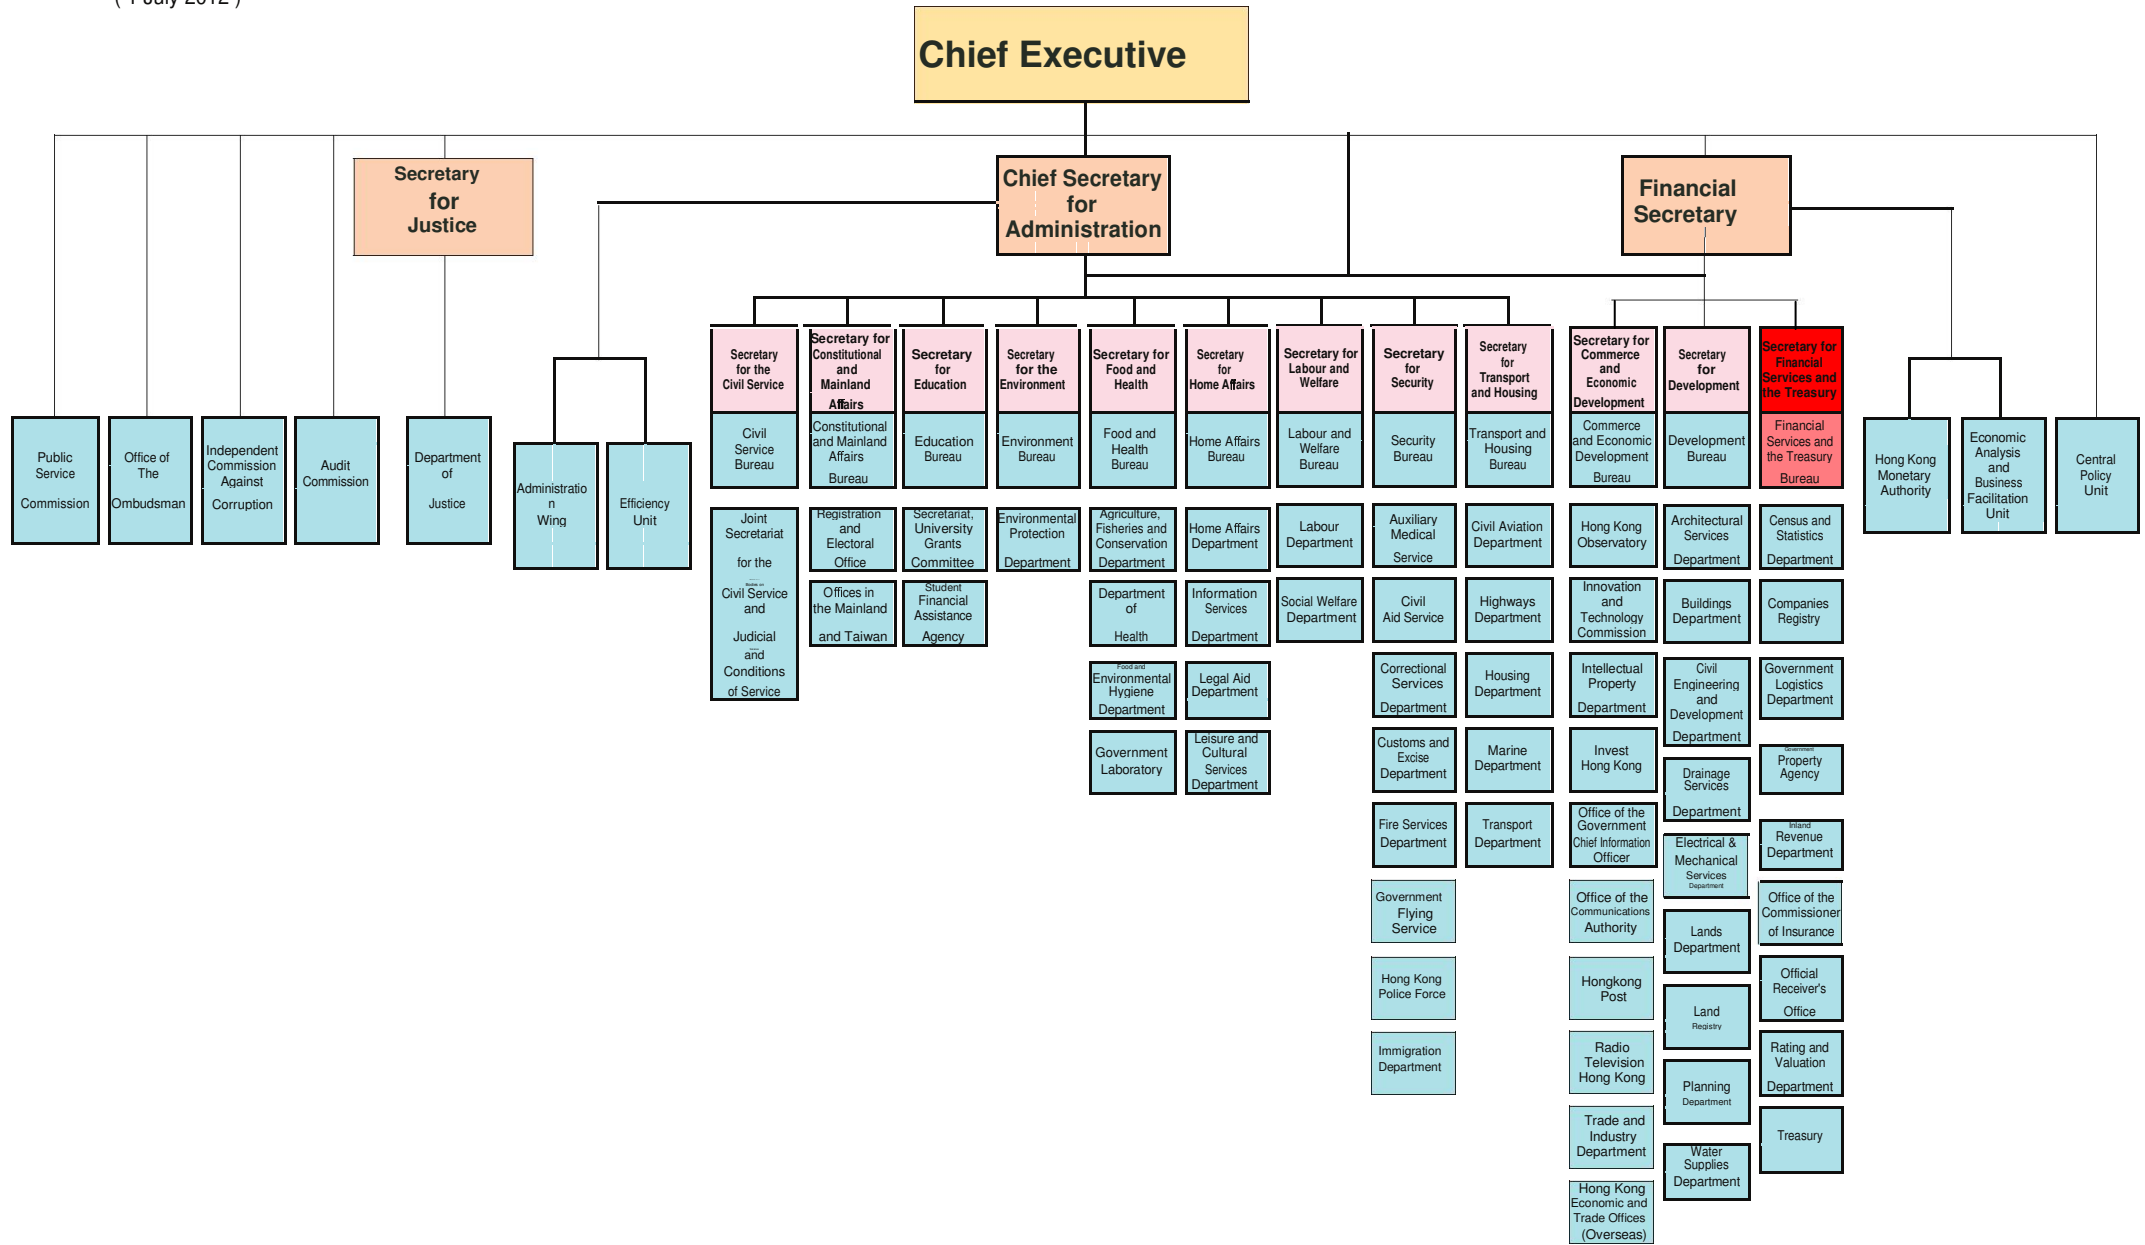 ( 1 July 2012 )
Chief Executive
Secretary
for
Justice
Chief Secretary
for
Administration
Financial
Secretary
Public
Service
Commission
Office of
The
Ombudsman
Independent
Commission
Against
Corruption
Audit
Commission
Department
of
Justice
Administratio
n
Wing
Efficiency
Unit
Secretary
for the
Civil Service
Civil
Service
Bureau
Joint
Secretariat
for the
Bodies on
Civil Service
and
Judicial
and
Conditions
of Service
Secretary for
Constitutional
and
Mainland
Affairs
Constitutional
and Mainland
Affairs
Bureau
Registration
and
Electoral
Office
Offices in
the Mainland
and Taiwan
Secretary
for
Education
Education
Bureau
Secretariat,
University
Grants
Committee
Student
Financial
Assistance
Agency
Secretary
for the
Environment
Environment
Bureau
Environmental
Protection
Department
Secretary for
Food and
Health
Food and
Health
Bureau
Agriculture,
Fisheries and
Conservation
Department
Department
of
Health
Food and
Environmental
Hygiene
Department
Government
Laboratory
Secretary
for
Home Affairs
Home Affairs
Bureau
Home Affairs
Department
Information
Services
Department
Legal Aid
Department
Leisure and
Cultural
Services
Department
Secretary for
Labour and
Welfare
Labour and
Welfare
Bureau
Labour
Department
Social Welfare
Department
Secretary
for
Security
Security
Bureau
Auxiliary
Medical
Service
Civil
Aid Service
Correctional
Services
Department
Customs and
Excise
Department
Fire Services
Department
Government
Flying
Service
Hong Kong
Police Force
Immigration
Department
Secretary
for
Transport
and Housing
Transport and
Housing
Bureau
Civil Aviation
Department
Highways
Department
Housing
Department
Marine
Department
Transport
Department
Secretary for
Commerce
and
Economic
Development
Commerce
and Economic
Development
Bureau
Hong Kong
Observatory
Innovation
and
Technology
Commission
Intellectual
Property
Department
Invest
Hong Kong
Office of the
Government
Chief Information
Officer
Office of the
Communications
Authority
Hongkong
Post
Radio
Television
Hong Kong
Trade and
Industry
Department
Hong Kong
Economic and
Trade Offices
(Overseas)
Secretary
for
Development
Development
Bureau
Architectural
Services
Department
Buildings
Department
Civil
Engineering
and
Development
Department
Drainage
Services
Department
Electrical &
Mechanical
Services
Department
Lands
Department
Land
Registry
Planning
Department
Water
Supplies
Department
Secretary for
Financial
Services and
the Treasury
Financial
Services and
the Treasury
Bureau
Census and
Statistics
Department
Companies
Registry
Government
Logistics
Department
Government
Property
Agency
Inland
Revenue
Department
Office of the
Commissioner
of Insurance
Official
Receiver's
Office
Rating and
Valuation
Department
Treasury
Hong Kong
Monetary
Authority
Economic
Analysis
and
Business
Facilitation
Unit
Central
Policy
Unit